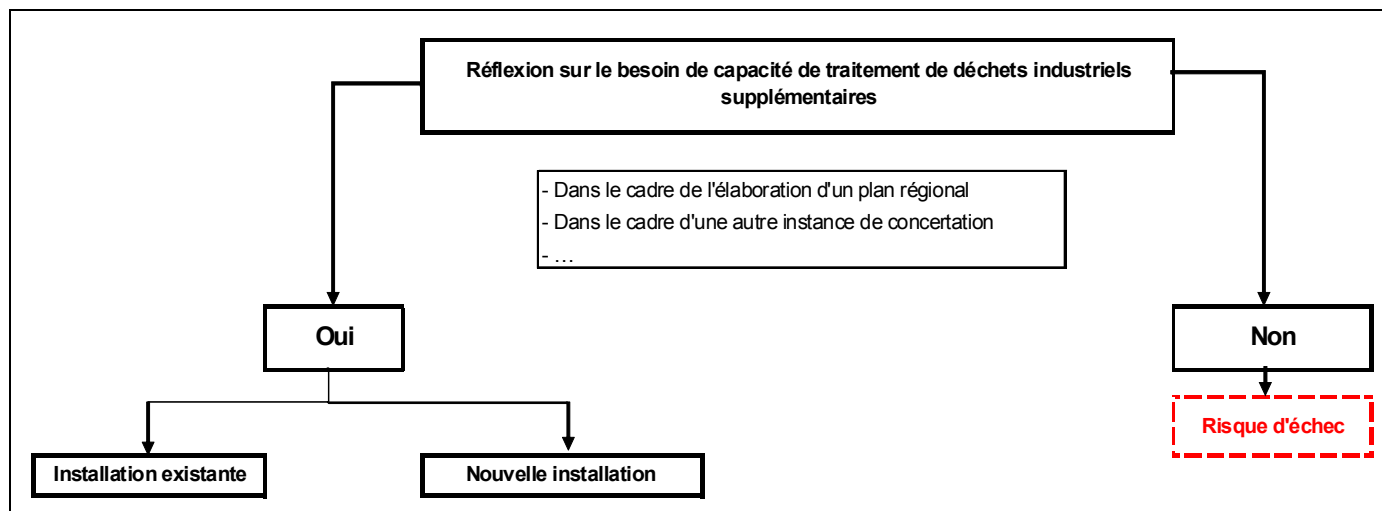 Réflexion sur le besoin de capacité de traitement de déchets industriels
supplémentaires
- Dans le cadre de l'élaboration d'un plan régional
- Dans le cadre d'une autre instance de concertation
- …
Oui
Non
Risque d'échec
Installation existante
Nouvelle installation